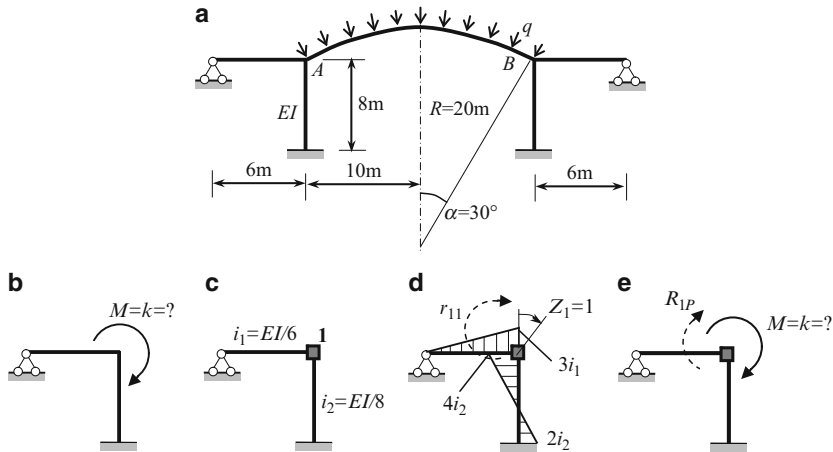 a
q
A
B
EI
8m
R=20m
6m
10m
6m
α=30°
b
M=k=?
c
i₁=EI/6
1
i₂=EI/8
d
r₁₁
Z₁=1
3i₁
4i₂
2i₂
e
R₁P
M=k=?